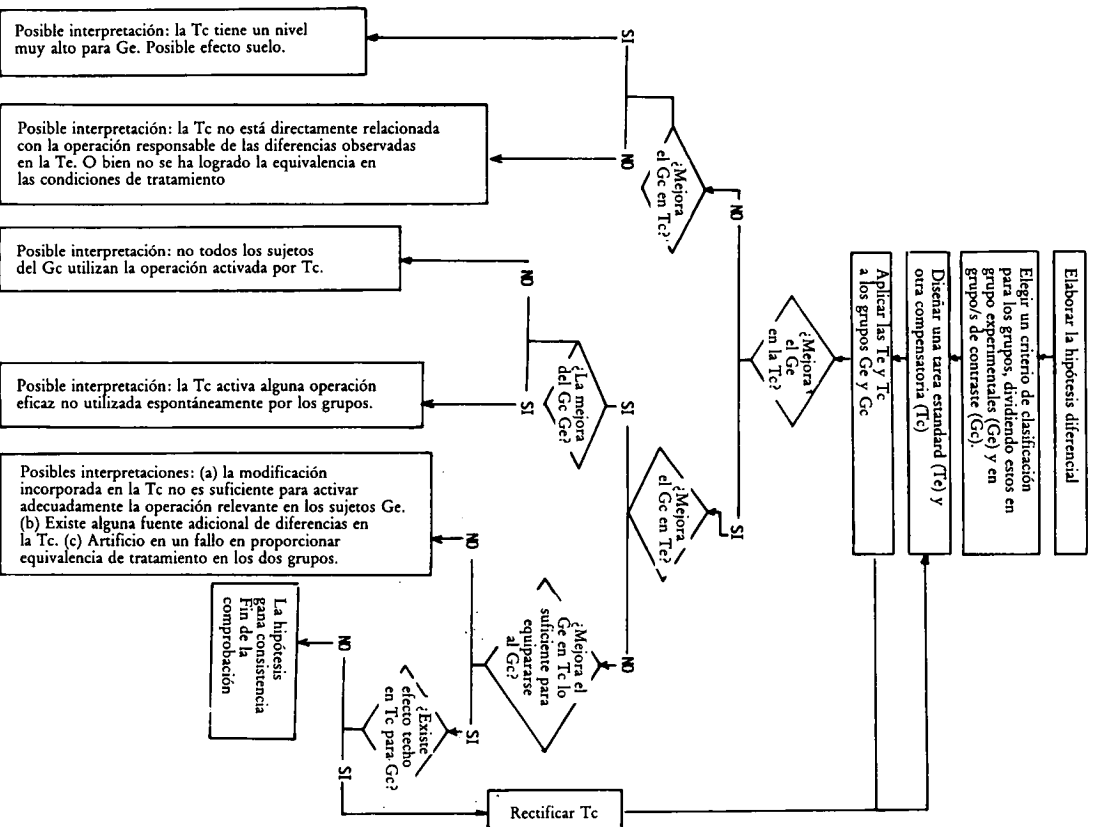 Elaborar la hipótesis diferencial
Elegir un criterio de clasificación
para los grupos, dividiendo estos en
grupo experimentales (Ge) y en
grupo/s de contraste (Gc).
Diseñar una tarea estandard (Te) y
otra compensatoria (Tc)
Aplicar las Te y Tc
a los grupos Ge y Gc
¿Mejora
el Ge
en la Tc?
NO
SI
¿Mejora
el Gc en Tc?
SI
NO
Posible interpretación: la Tc tiene un nivel
muy alto para Ge. Posible efecto suelo.
Posible interpretación: la Tc no está directamente relacionada
con la operación responsable de las diferencias observadas
en la Te. O bien no se ha logrado la equivalencia en
las condiciones de tratamiento
¿Mejora
el Gc en Te?
SI
NO
¿La mejora
del Gc Ge?
NO
SI
Posible interpretación: no todos los sujetos
del Gc utilizan la operación activada por Tc.
Posible interpretación: la Tc activa alguna operación
eficaz no utilizada espontáneamente por los grupos.
¿Mejora el
Ge en Tc lo
suficiente para
equipararse
al Gc?
NO
SI
Posibles interpretaciones: (a) la modificación
incorporada en la Tc no es suficiente para activar
adecuadamente la operación relevante en los sujetos Ge.
(b) Existe alguna fuente adicional de diferencias en
la Tc. (c) Artificio en un fallo en proporcionar
equivalencia de tratamiento en los dos grupos.
¿Existe
efecto techo
en Tc para Gc?
NO
SI
La hipótesis
gana consistencia
Fin de la
comprobación
Rectificar Tc